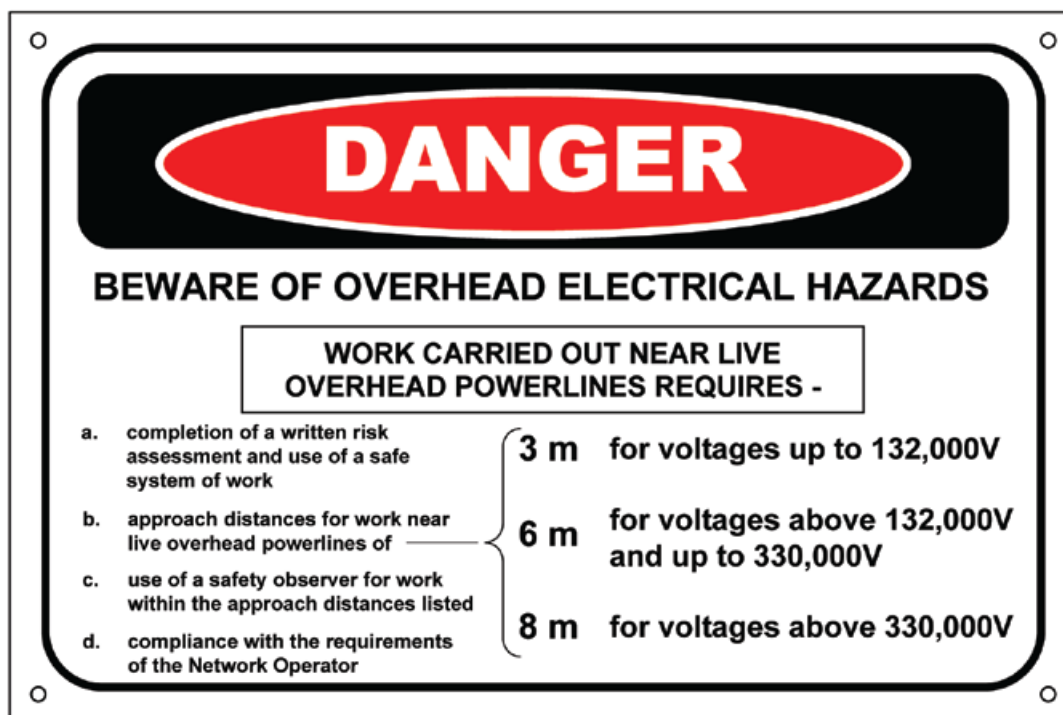 DANGER
BEWARE OF OVERHEAD ELECTRICAL HAZARDS
WORK CARRIED OUT NEAR LIVE
OVERHEAD POWERLINES REQUIRES -
a. completion of a written risk
assessment and use of a safe
system of work
b. approach distances for work near
live overhead powerlines of
c. use of a safety observer for work
within the approach distances listed
d. compliance with the requirements
of the Network Operator
3 m for voltages up to 132,000V
6 m for voltages above 132,000V
and up to 330,000V
8 m for voltages above 330,000V